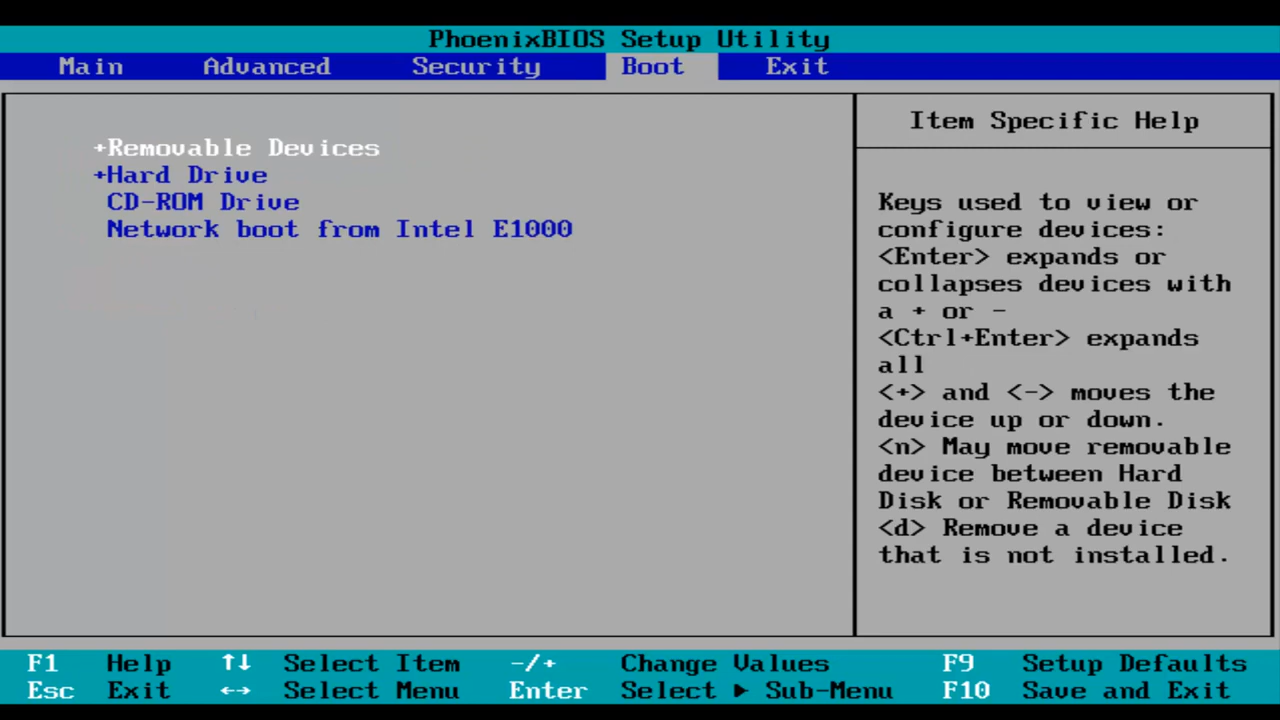 PhoenixBIOS Setup Utility
Main Advanced Security Boot Exit
+Removable Devices
+Hard Drive
CD-ROM Drive
Network boot from Intel E1000
Item Specific Help
Keys used to view or
configure devices:
<Enter> expands or
collapses devices with
a + or -
<Ctrl+Enter> expands
all
<+> and <-> moves the
device up or down.
<n> May move removable
device between Hard
Disk or Removable Disk
<d> Remove a device
that is not installed.
F1 Help ↑↓ Select Item -/+ Change Values F9 Setup Defaults
Esc Exit ↔ Select Menu Enter Select ▶ Sub-Menu F10 Save and Exit